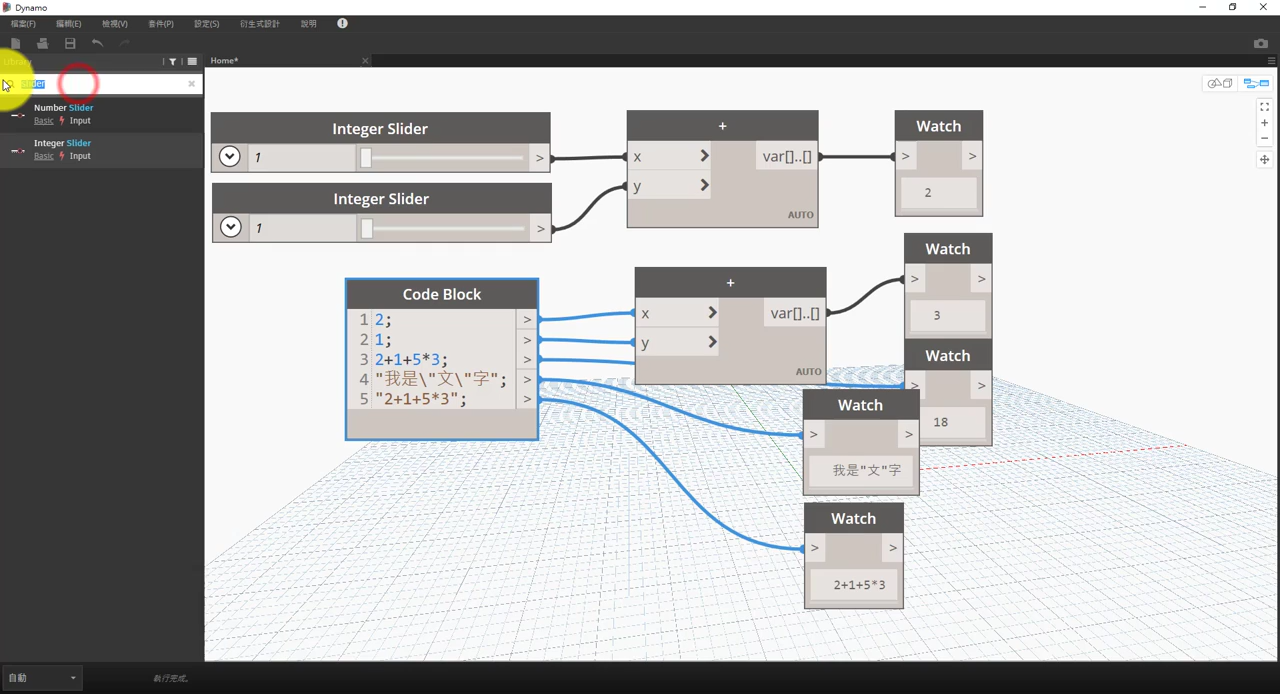 Dynamo
檔案(F) 編輯(E) 檢視(V) 套件(P) 設定(S) 衍生式設計 說明
Library
Home*
slider
Number Slider
Basic Input
Integer Slider
Basic Input
Integer Slider
1 >
Integer Slider
1 >
+
x var[]..[]
y
AUTO
Watch
> >
2
Code Block
1 2; >
2 1; >
3 2+1+5*3; >
4 "我是\"文\"字"; >
5 "2+1+5*3"; >
+
x var[]..[]
y
AUTO
Watch
> >
3
Watch
> >
18
Watch
> >
我是"文"字
Watch
> >
2+1+5*3
自動
執行完成。